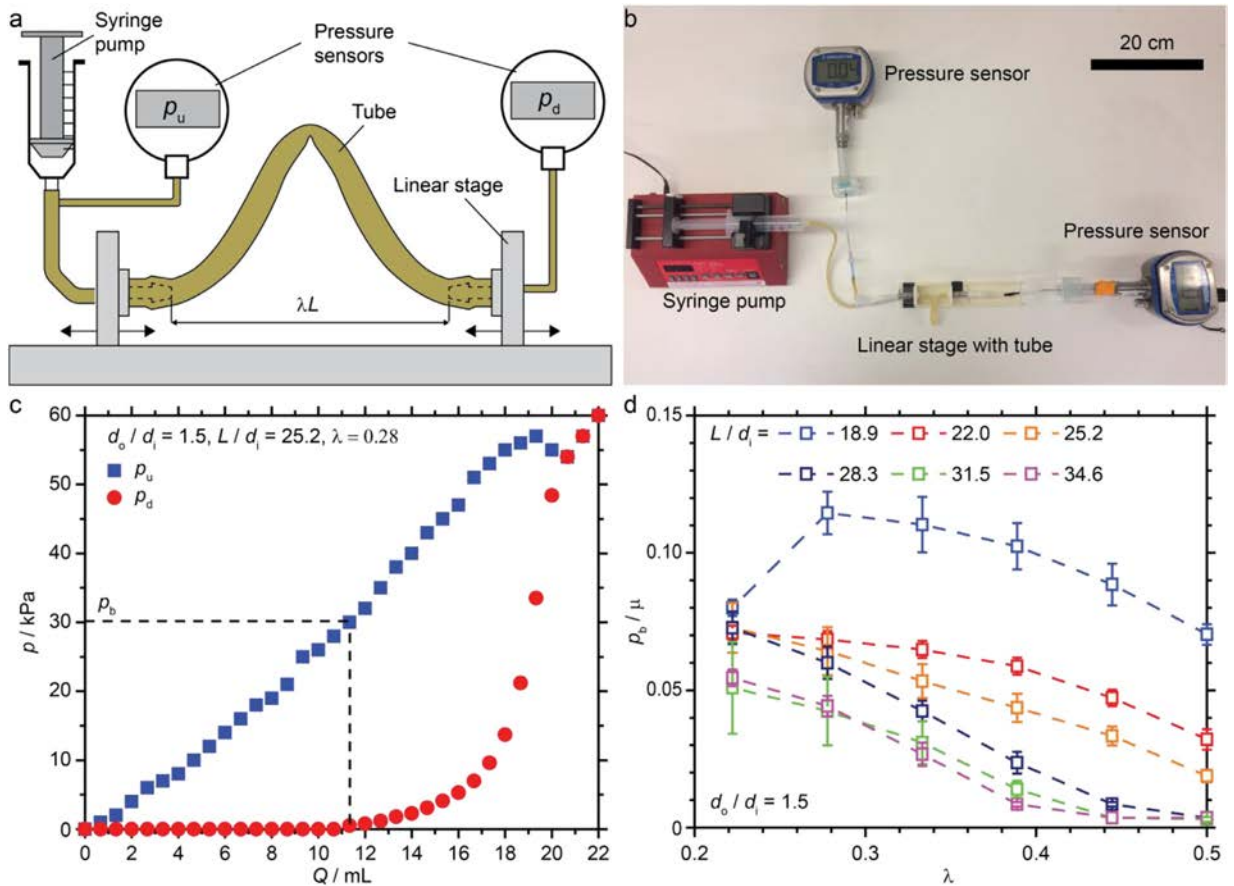 a
Syringe
pump
Pressure
sensors
p_u
p_d
Tube
Linear stage
λL
b
20 cm
Pressure sensor
0.04
Pressure sensor
Syringe pump
Linear stage with tube
c
d_o / d_i = 1.5, L / d_i = 25.2, λ = 0.28
p_u
p_d
p_b
p / kPa
60
50
40
30
20
10
0
0 2 4 6 8 10 12 14 16 18 20 22
Q / mL
d
L / d_i = 18.9 22.0 25.2
28.3 31.5 34.6
d_o / d_i = 1.5
p_b / μ
0.15
0.10
0.05
0
0.2 0.3 0.4 0.5
λ